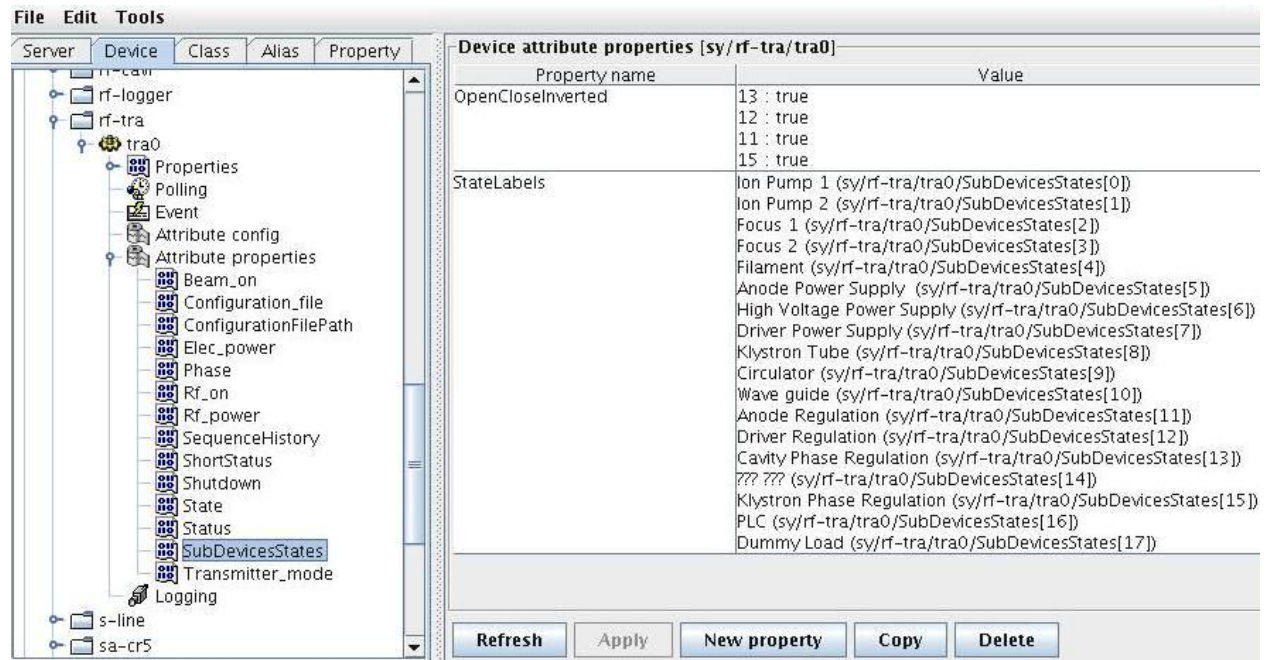 File Edit Tools
Server Device Class Alias Property
rf-cavi
rf-logger
rf-tra
tra0
Properties
Polling
Event
Attribute config
Attribute properties
Beam_on
Configuration_file
ConfigurationFilePath
Elec_power
Phase
Rf_on
Rf_power
SequenceHistory
ShortStatus
Shutdown
State
Status
SubDevicesStates
Transmitter_mode
Logging
s-line
sa-cr5
Device attribute properties [sy/rf-tra/tra0]
Property name Value
OpenCloseInverted 13 : true
12 : true
11 : true
15 : true
StateLabels Ion Pump 1 (sy/rf-tra/tra0/SubDevicesStates[0])
Ion Pump 2 (sy/rf-tra/tra0/SubDevicesStates[1])
Focus 1 (sy/rf-tra/tra0/SubDevicesStates[2])
Focus 2 (sy/rf-tra/tra0/SubDevicesStates[3])
Filament (sy/rf-tra/tra0/SubDevicesStates[4])
Anode Power Supply (sy/rf-tra/tra0/SubDevicesStates[5])
High Voltage Power Supply (sy/rf-tra/tra0/SubDevicesStates[6])
Driver Power Supply (sy/rf-tra/tra0/SubDevicesStates[7])
Klystron Tube (sy/rf-tra/tra0/SubDevicesStates[8])
Circulator (sy/rf-tra/tra0/SubDevicesStates[9])
Wave guide (sy/rf-tra/tra0/SubDevicesStates[10])
Anode Regulation (sy/rf-tra/tra0/SubDevicesStates[11])
Driver Regulation (sy/rf-tra/tra0/SubDevicesStates[12])
Cavity Phase Regulation (sy/rf-tra/tra0/SubDevicesStates[13])
??? ??? (sy/rf-tra/tra0/SubDevicesStates[14])
Klystron Phase Regulation (sy/rf-tra/tra0/SubDevicesStates[15])
PLC (sy/rf-tra/tra0/SubDevicesStates[16])
Dummy Load (sy/rf-tra/tra0/SubDevicesStates[17])
Refresh Apply New property Copy Delete